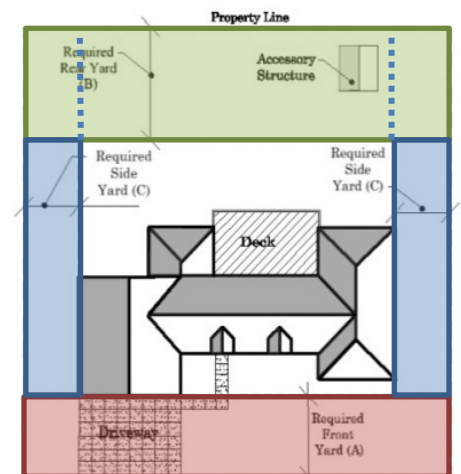 Property Line
Required
Rear Yard
(B)
Accessory
Structure
Required
Side
Yard (C)
Required
Side
Yard (C)
Deck
Driveway
Required
Front
Yard (A)